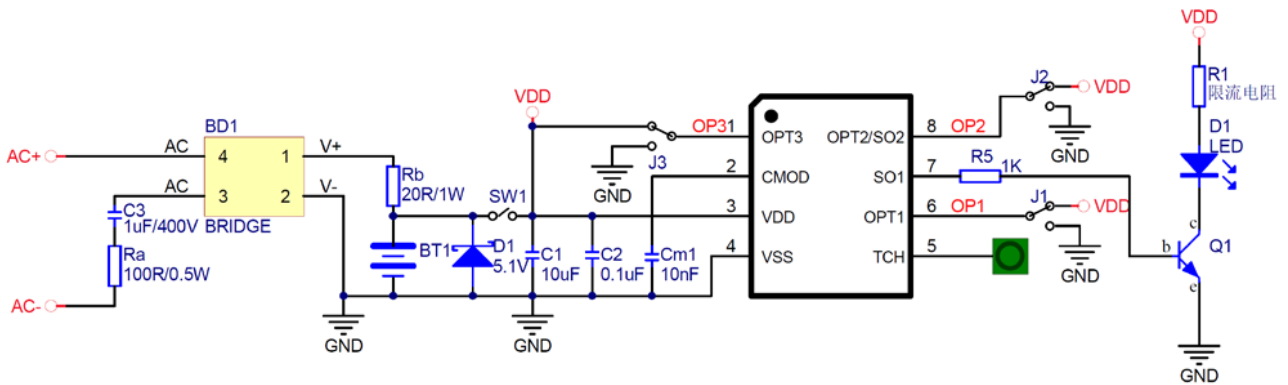 AC+
AC-
AC
AC
C3
1uF/400V
Ra
100R/0.5W
BD1
4
3
1
2
BRIDGE
V+
V-
Rb
20R/1W
BT1
D1
5.1V
SW1
GND
VDD
C1
10uF
C2
0.1uF
Cm1
10nF
GND
J3
GND
OP3
1
2
3
4
OPT3
CMOD
VDD
VSS
OPT2/SO2
SO1
OPT1
TCH
8
7
6
5
OP2
J2
VDD
GND
R5
1K
OP1
J1
VDD
GND
VDD
R1
限流电阻
D1
LED
c
b
e
Q1
GND